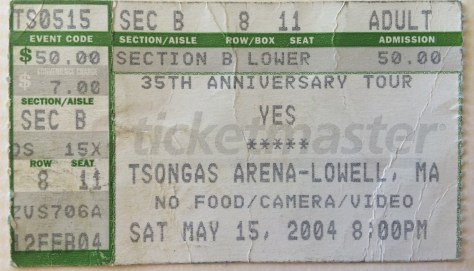 TS0515 SEC B 8 11 ADULT
EVENT CODE SECTION/AISLE ROW/BOX SEAT ADMISSION
$50.00 SECTION B LOWER 50.00
35TH ANNIVERSARY TOUR
$ 7.00
YES
SECTION/AISLE
ticketmaster
SEC B
*****
OS 15X
TSONGAS ARENA-LOWELL, MA
ROW SEAT
8 11
NO FOOD/CAMERA/VIDEO
ZVS706A
12FEB04 SAT MAY 15, 2004 8:00PM